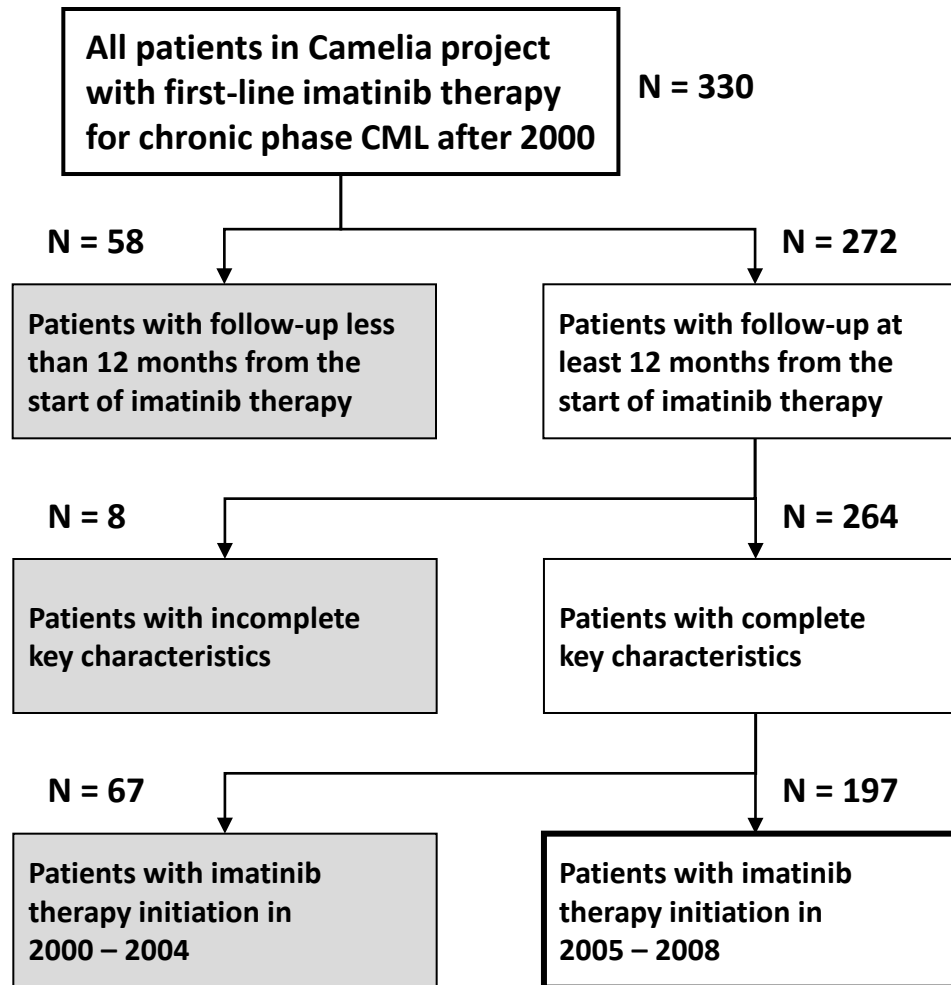 All patients in Camelia project
with first-line imatinib therapy
for chronic phase CML after 2000
N = 330
N = 58
N = 272
Patients with follow-up less
than 12 months from the
start of imatinib therapy
Patients with follow-up at
least 12 months from the
start of imatinib therapy
N = 8
N = 264
Patients with incomplete
key characteristics
Patients with complete
key characteristics
N = 67
N = 197
Patients with imatinib
therapy initiation in
2000 – 2004
Patients with imatinib
therapy initiation in
2005 – 2008